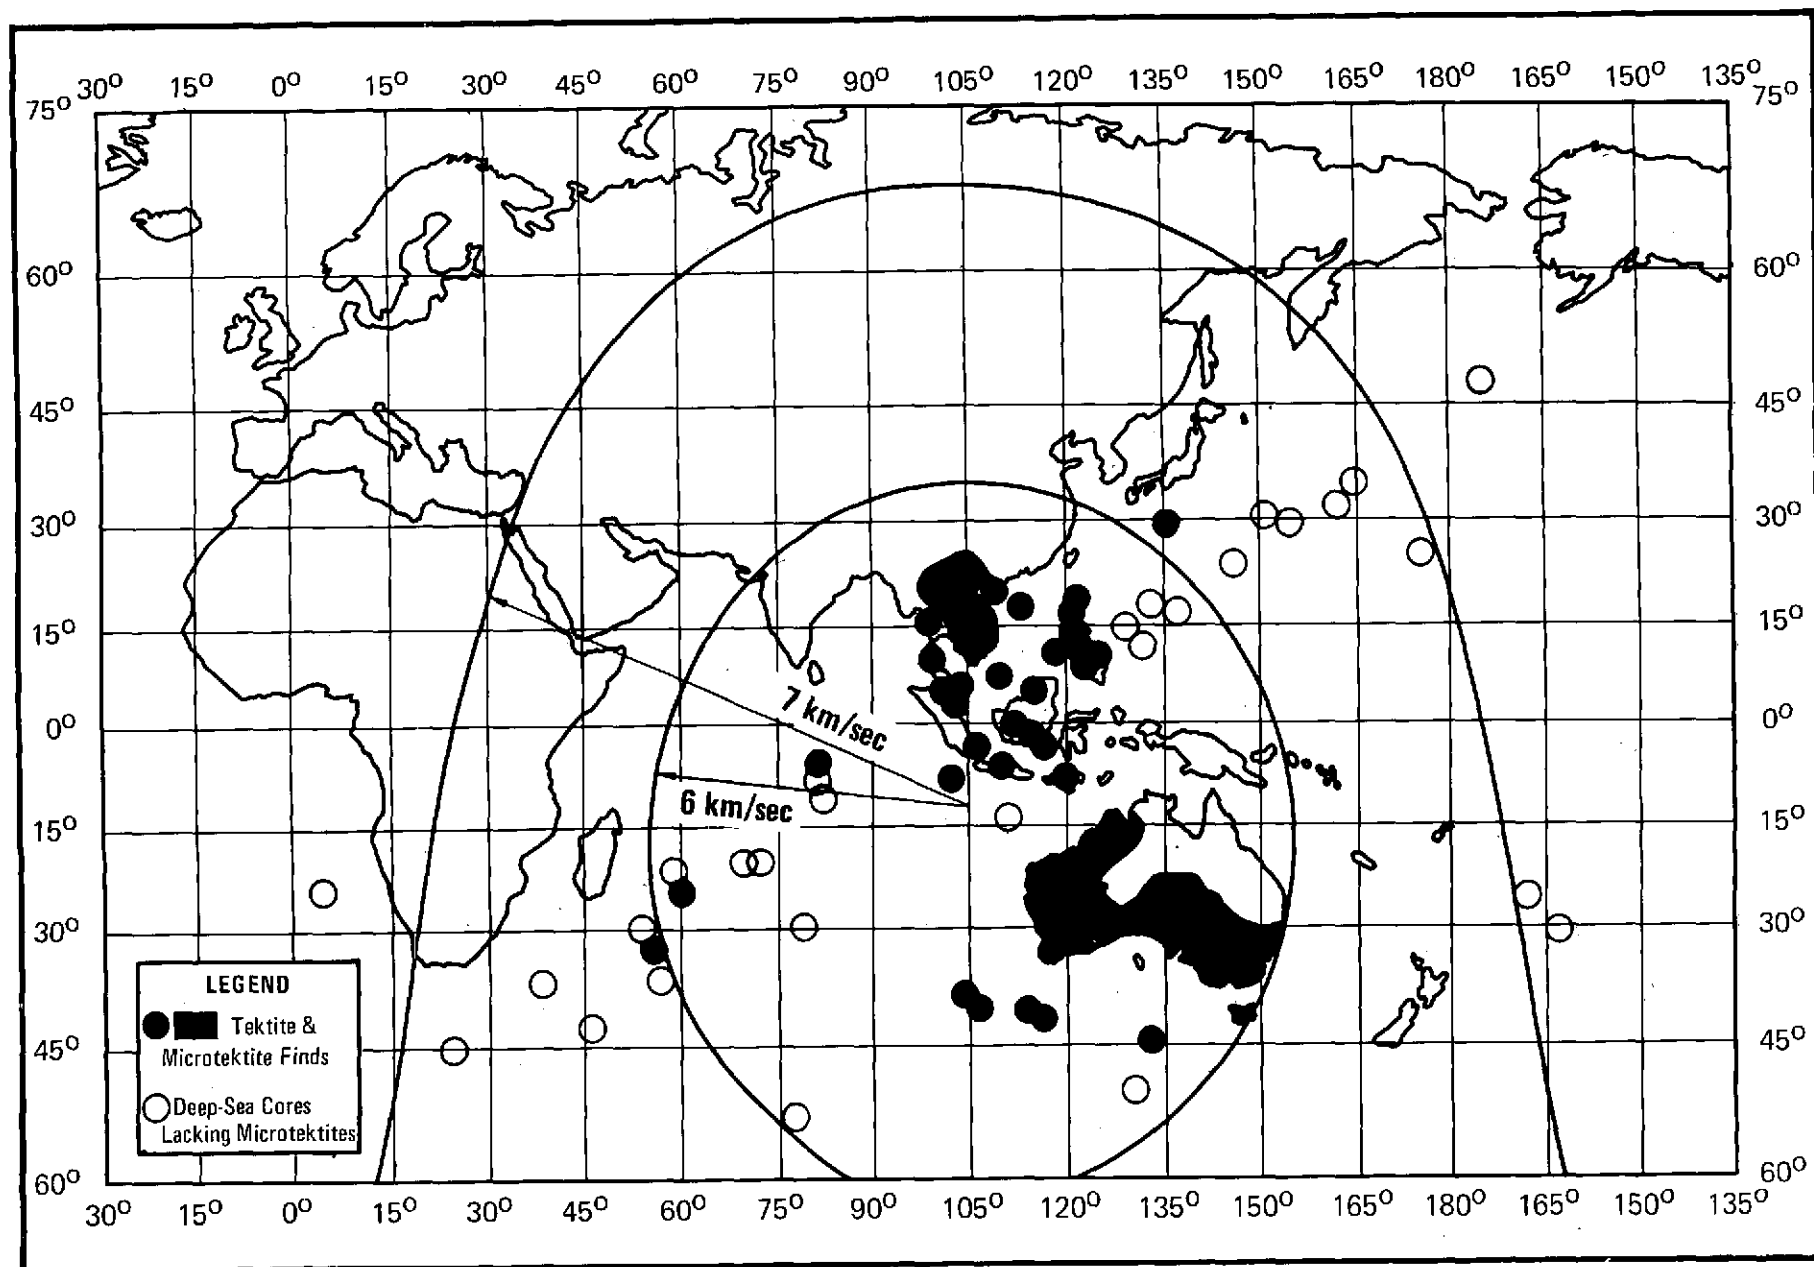 30° 15° 0° 15° 30° 45° 60° 75° 90° 105° 120° 135° 150° 165° 180° 165° 150° 135°
75° 75°
60° 60°
45° 45°
30° 30°
15° 15°
0° 0°
7 km/sec
6 km/sec
15° 15°
30° 30°
LEGEND
Tektite &
Microtektite Finds
Deep-Sea Cores
Lacking Microtektites
45° 45°
60° 60°
30° 15° 0° 15° 30° 45° 60° 75° 90° 105° 120° 135° 150° 165° 180° 165° 150° 135°